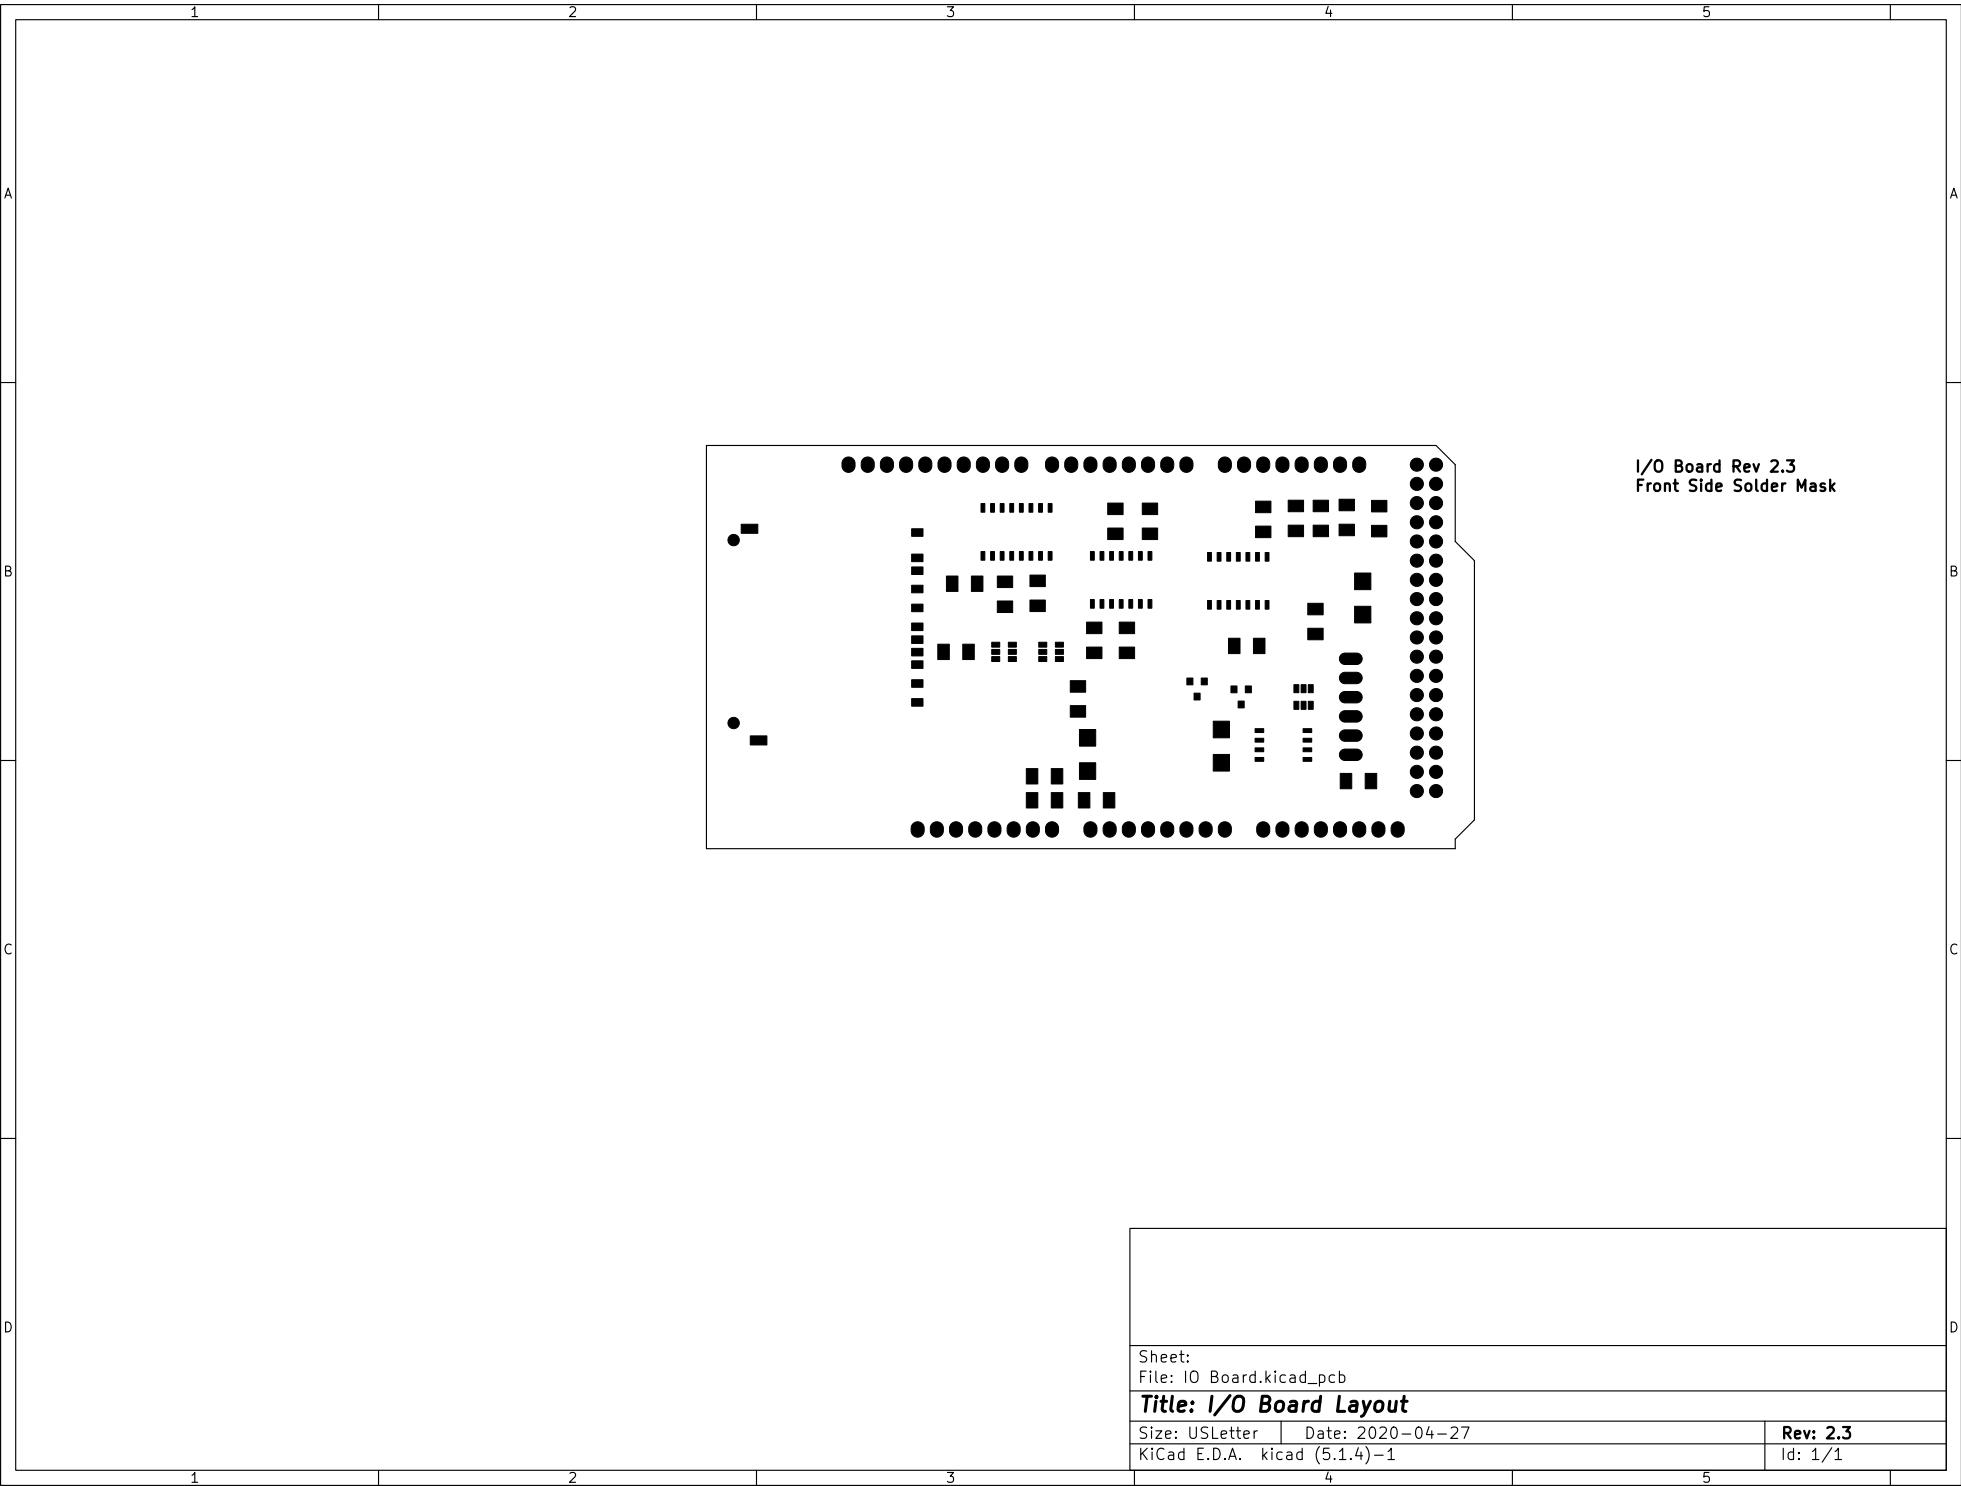 1 2 3 4 5
A A
I/O Board Rev 2.3
Front Side Solder Mask
B B
C C
D D
Sheet:
File: IO Board.kicad_pcb
Title: I/O Board Layout
Size: USLetter Date: 2020-04-27 Rev: 2.3
KiCad E.D.A. kicad (5.1.4)-1 Id: 1/1
1 2 3 4 5